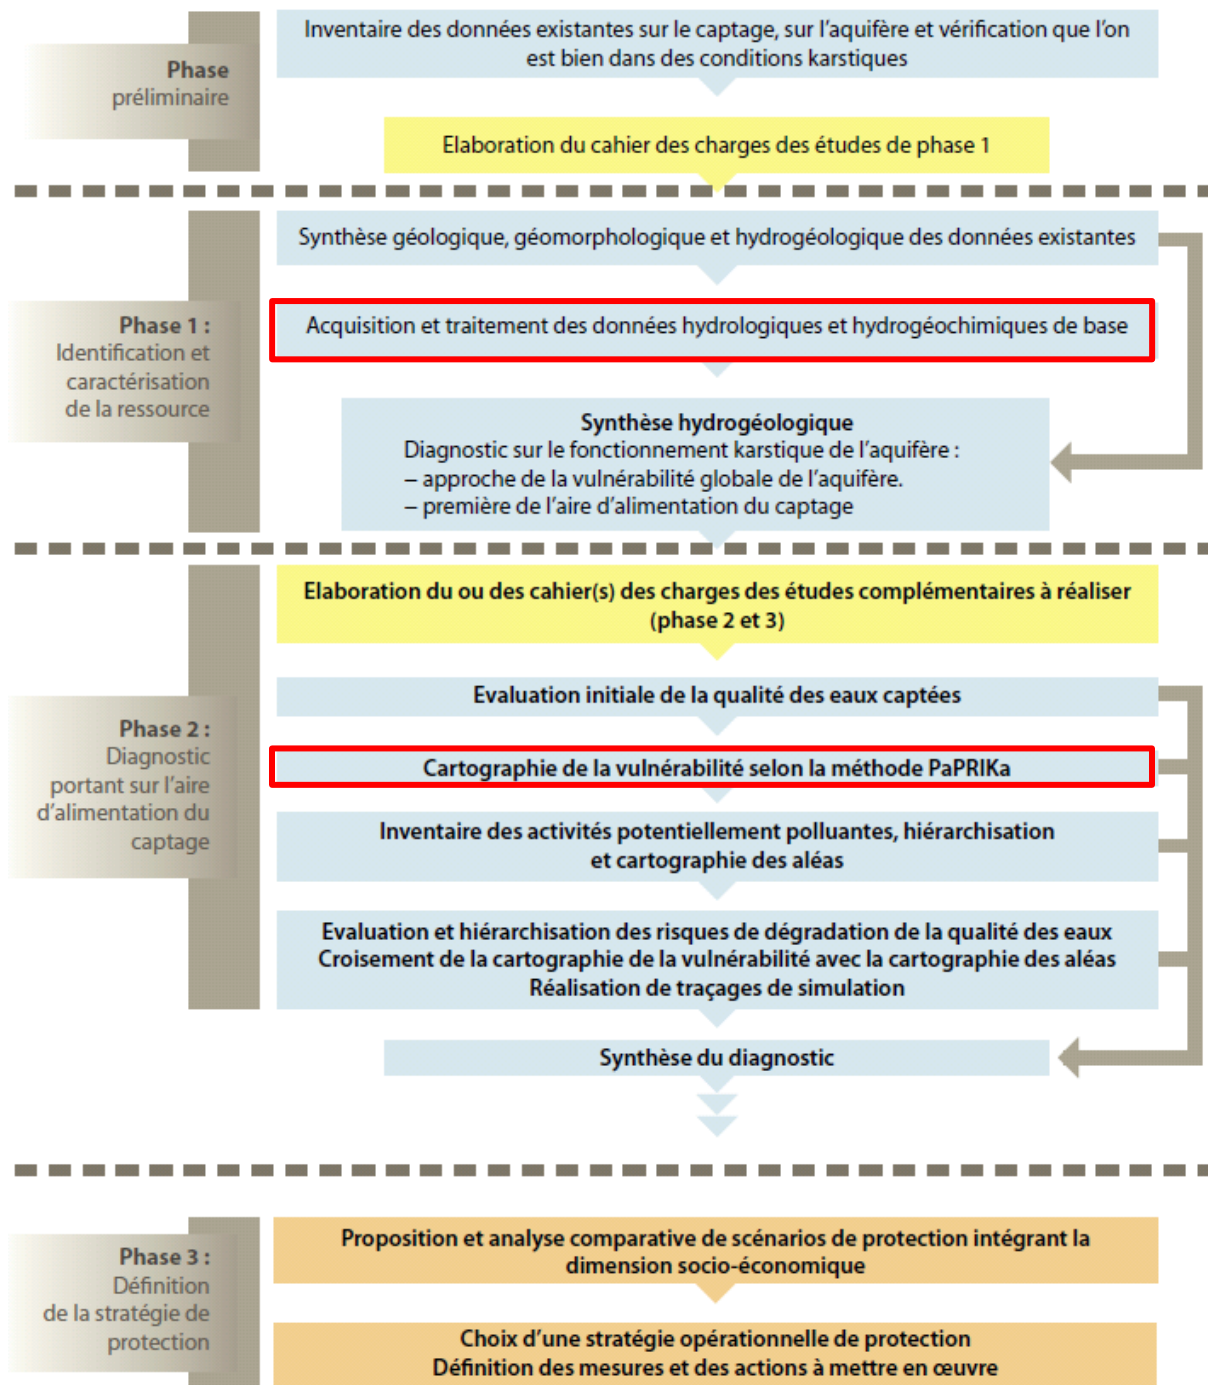 Phase
préliminaire
Inventaire des données existantes sur le captage, sur l'aquifère et vérification que l'on
est bien dans des conditions karstiques
Elaboration du cahier des charges des études de phase 1
Phase 1 :
Identification et
caractérisation
de la ressource
Synthèse géologique, géomorphologique et hydrogéologique des données existantes
Acquisition et traitement des données hydrologiques et hydrogéochimiques de base
Synthèse hydrogéologique
Diagnostic sur le fonctionnement karstique de l'aquifère :
– approche de la vulnérabilité globale de l'aquifère.
– première de l'aire d'alimentation du captage
Phase 2 :
Diagnostic
portant sur l'aire
d'alimentation du
captage
Elaboration du ou des cahier(s) des charges des études complémentaires à réaliser
(phase 2 et 3)
Evaluation initiale de la qualité des eaux captées
Cartographie de la vulnérabilité selon la méthode PaPRIKa
Inventaire des activités potentiellement polluantes, hiérarchisation
et cartographie des aléas
Evaluation et hiérarchisation des risques de dégradation de la qualité des eaux
Croisement de la cartographie de la vulnérabilité avec la cartographie des aléas
Réalisation de traçages de simulation
Synthèse du diagnostic
Phase 3 :
Définition
de la stratégie de
protection
Proposition et analyse comparative de scénarios de protection intégrant la
dimension socio-économique
Choix d'une stratégie opérationnelle de protection
Définition des mesures et des actions à mettre en œuvre